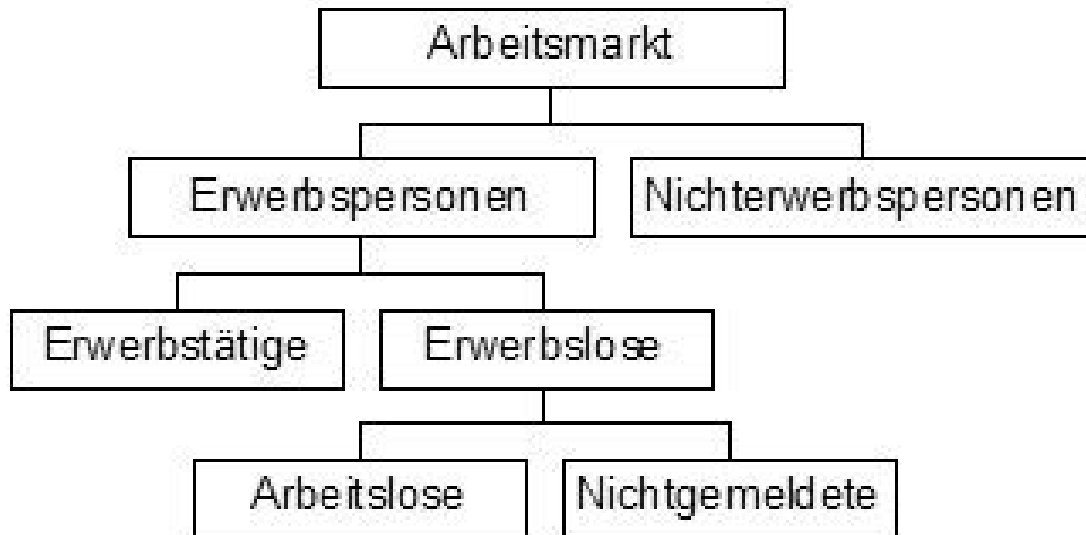 Arbeitsmarkt
Erwerbspersonen
Nichterwerbspersonen
Erwerbstätige
Erwerbslose
Arbeitslose
Nichtgemeldete